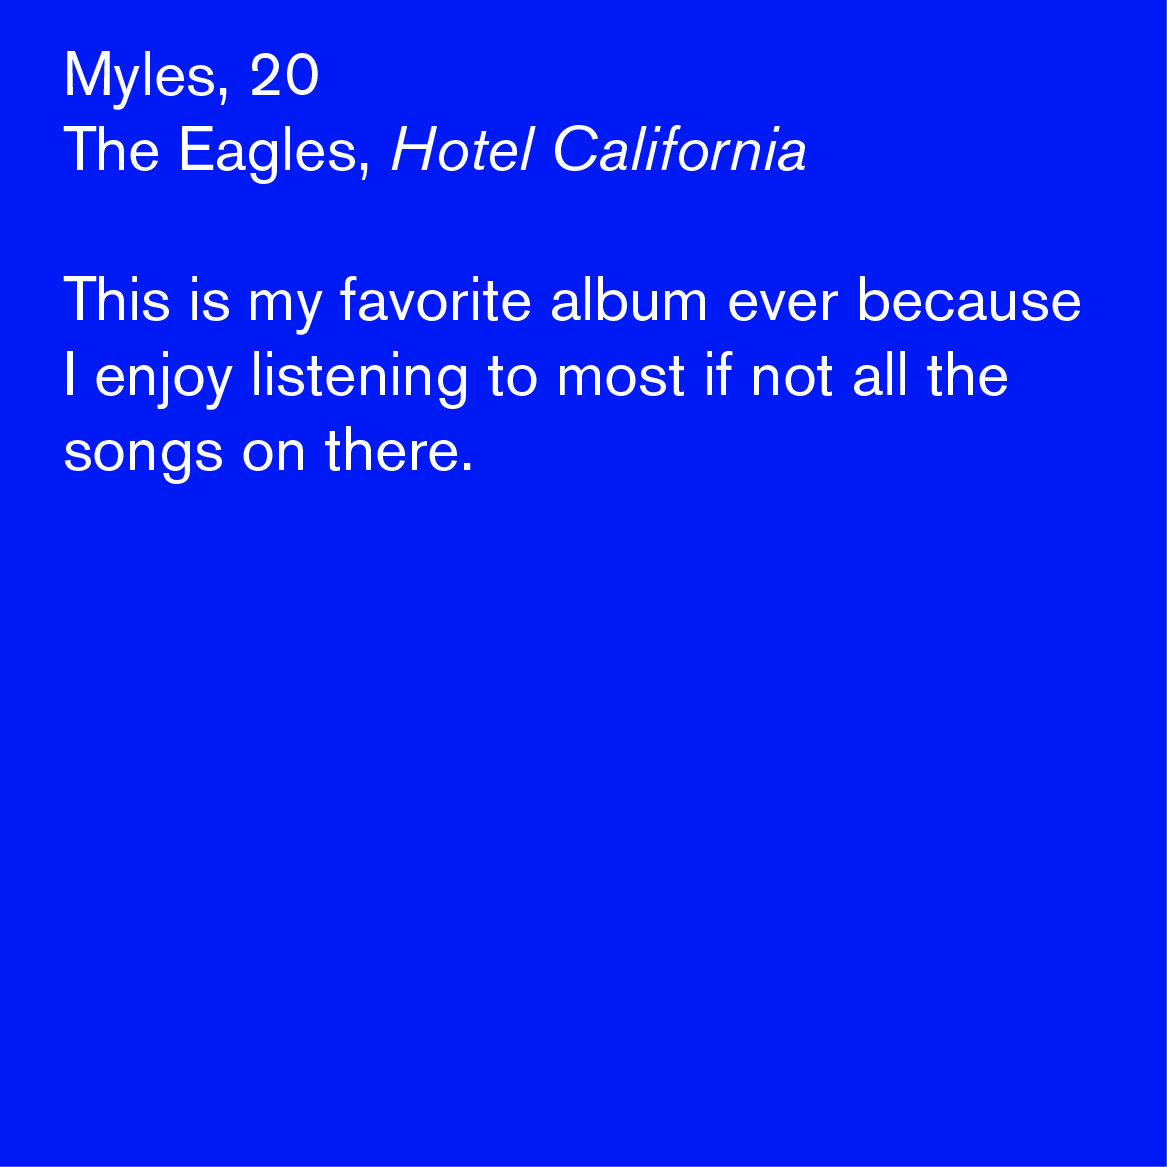 Myles, 20
The Eagles, Hotel California
This is my favorite album ever because
I enjoy listening to most if not all the
songs on there.